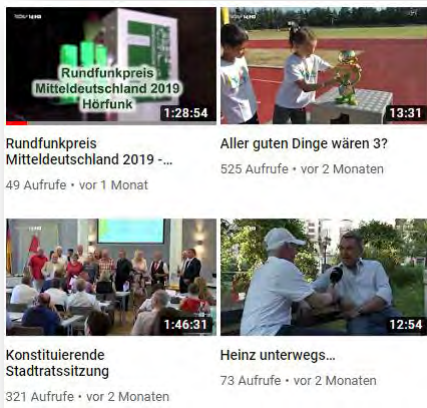 Rundfunkpreis
Mitteldeutschland 2019
Hörfunk
1:28:54
13:31
Rundfunkpreis
Mitteldeutschland 2019 -...
49 Aufrufe • vor 1 Monat
Aller guten Dinge wären 3?
525 Aufrufe • vor 2 Monaten
1:46:31
12:54
Konstituierende
Stadtratssitzung
321 Aufrufe • vor 2 Monaten
Heinz unterwegs...
73 Aufrufe • vor 2 Monaten